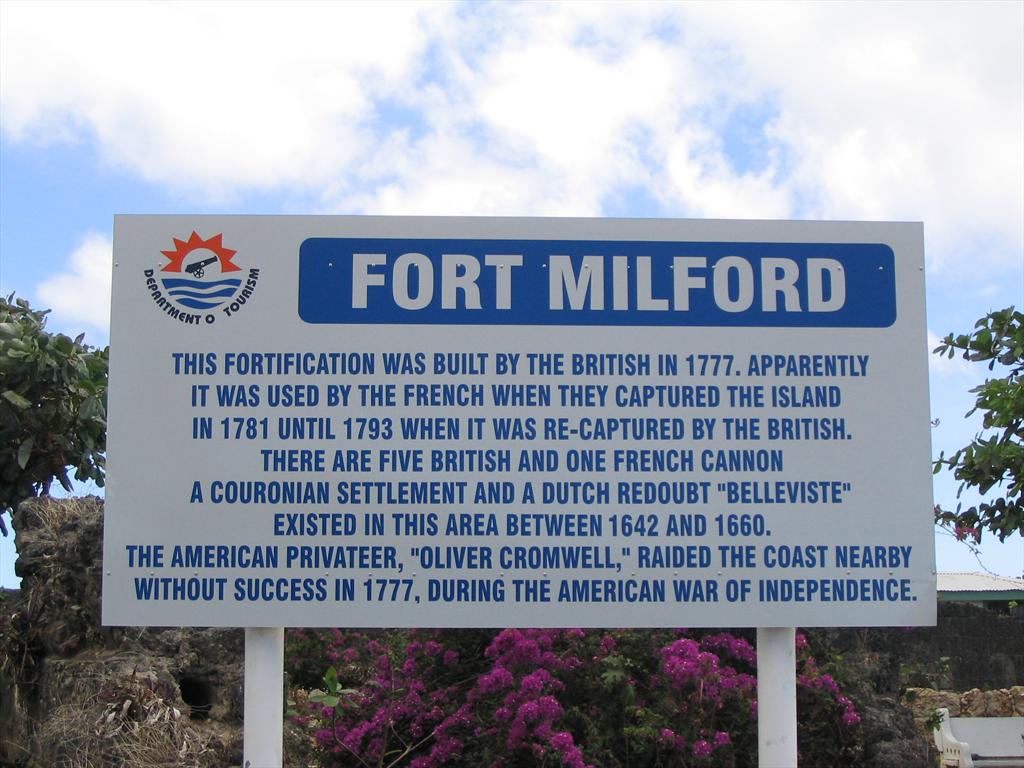 DEPARTMENT O TOURISM
FORT MILFORD
THIS FORTIFICATION WAS BUILT BY THE BRITISH IN 1777. APPARENTLY
IT WAS USED BY THE FRENCH WHEN THEY CAPTURED THE ISLAND
IN 1781 UNTIL 1793 WHEN IT WAS RE-CAPTURED BY THE BRITISH.
THERE ARE FIVE BRITISH AND ONE FRENCH CANNON
A COURONIAN SETTLEMENT AND A DUTCH REDOUBT "BELLEVISTE"
EXISTED IN THIS AREA BETWEEN 1642 AND 1660.
THE AMERICAN PRIVATEER, "OLIVER CROMWELL," RAIDED THE COAST NEARBY
WITHOUT SUCCESS IN 1777, DURING THE AMERICAN WAR OF INDEPENDENCE.